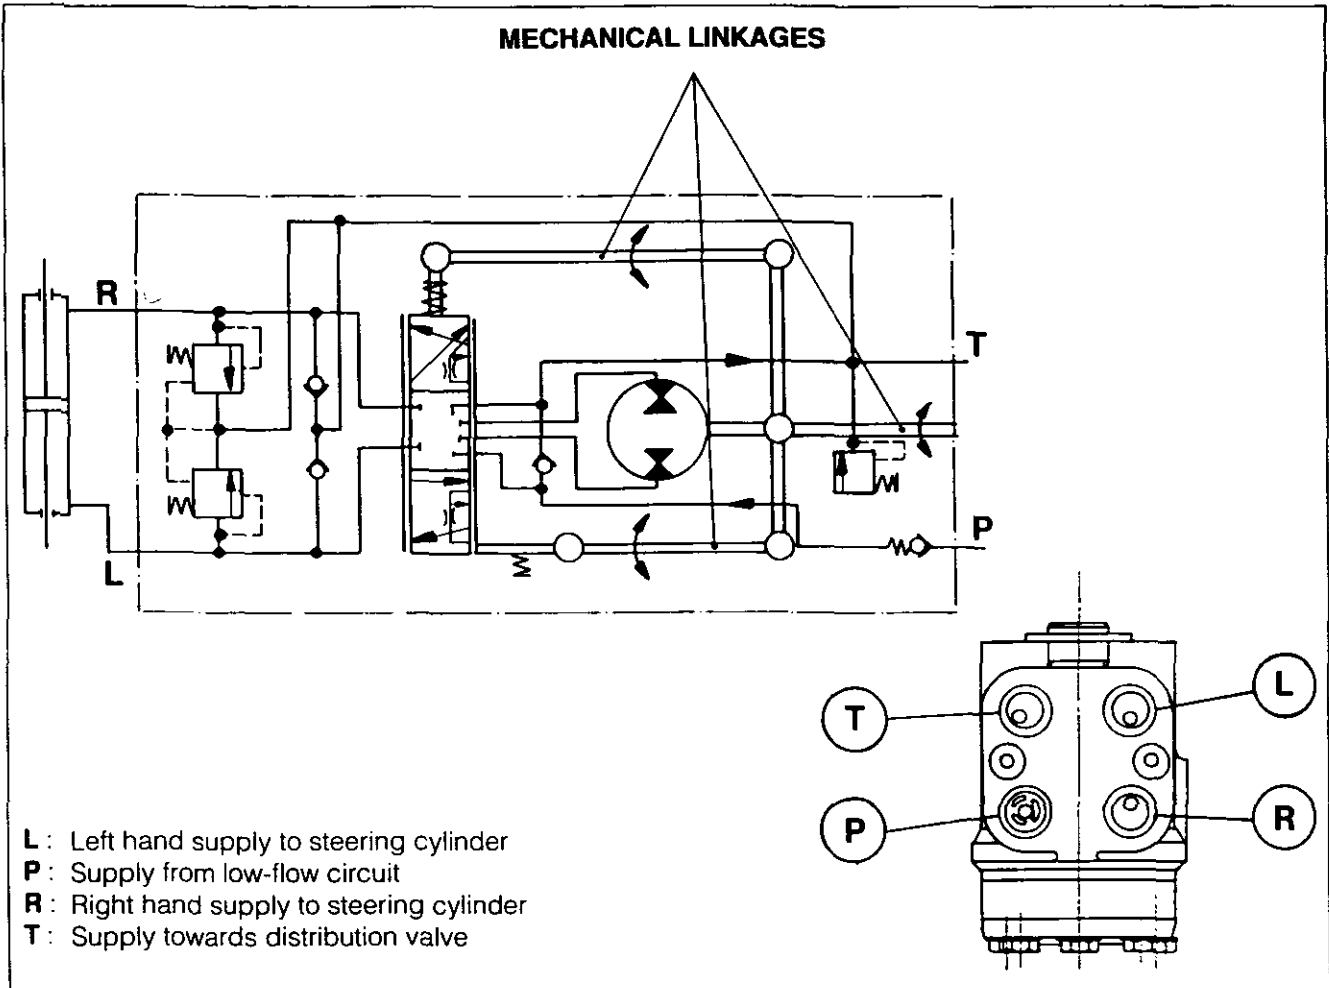 MECHANICAL LINKAGES
R
T
P
L
T
L
P
R
L : Left hand supply to steering cylinder
P : Supply from low-flow circuit
R : Right hand supply to steering cylinder
T : Supply towards distribution valve